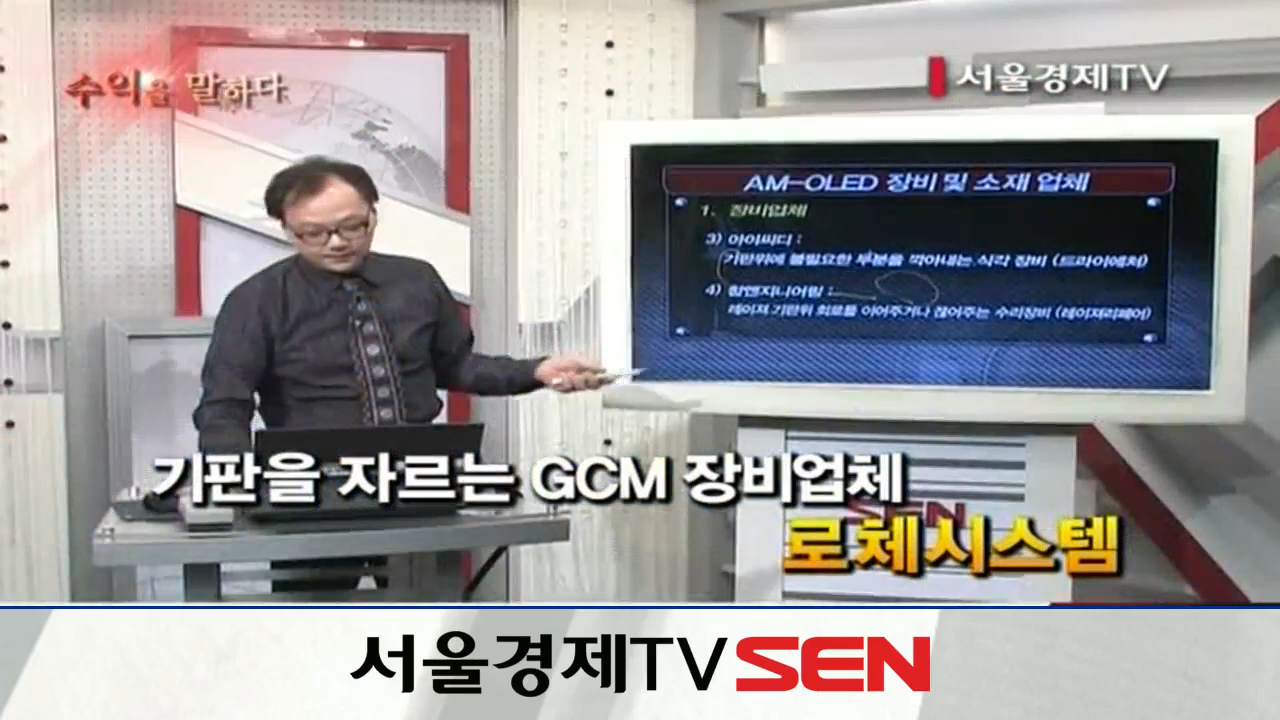 수익을 말하다
서울경제TV
AM-OLED 장비 및 소재 업체
1. 장비업체
3) 아이씨디 :
기판위에 불필요한 부분을 깍아내는 식각 장비 (드라이에처)
4) 참엔지니어링 :
레이져 기판위 회로를 이어주거나 끊어주는 수리장비 (레이져리페어)
기판을 자르는 GCM 장비업체
SEN
로체시스템
서울경제TV SEN